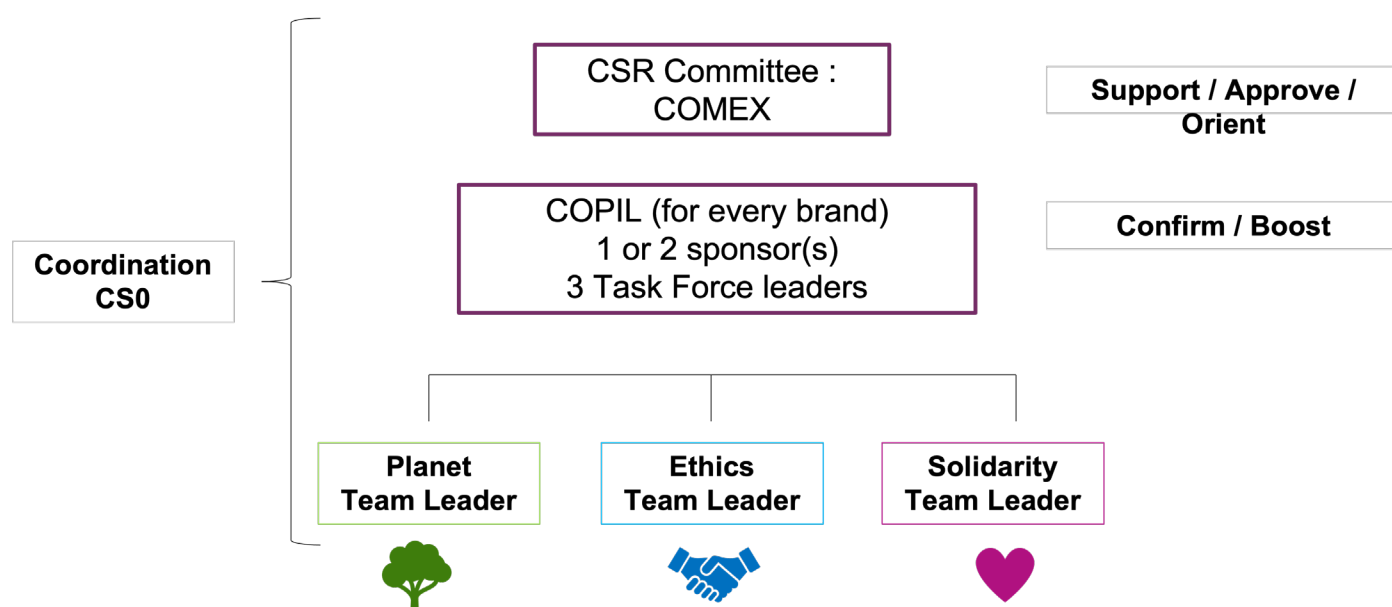 CSR Committee :
COMEX
Support / Approve /
Orient
COPIL (for every brand)
1 or 2 sponsor(s)
3 Task Force leaders
Confirm / Boost
Coordination
CS0
Planet
Team Leader
Ethics
Team Leader
Solidarity
Team Leader